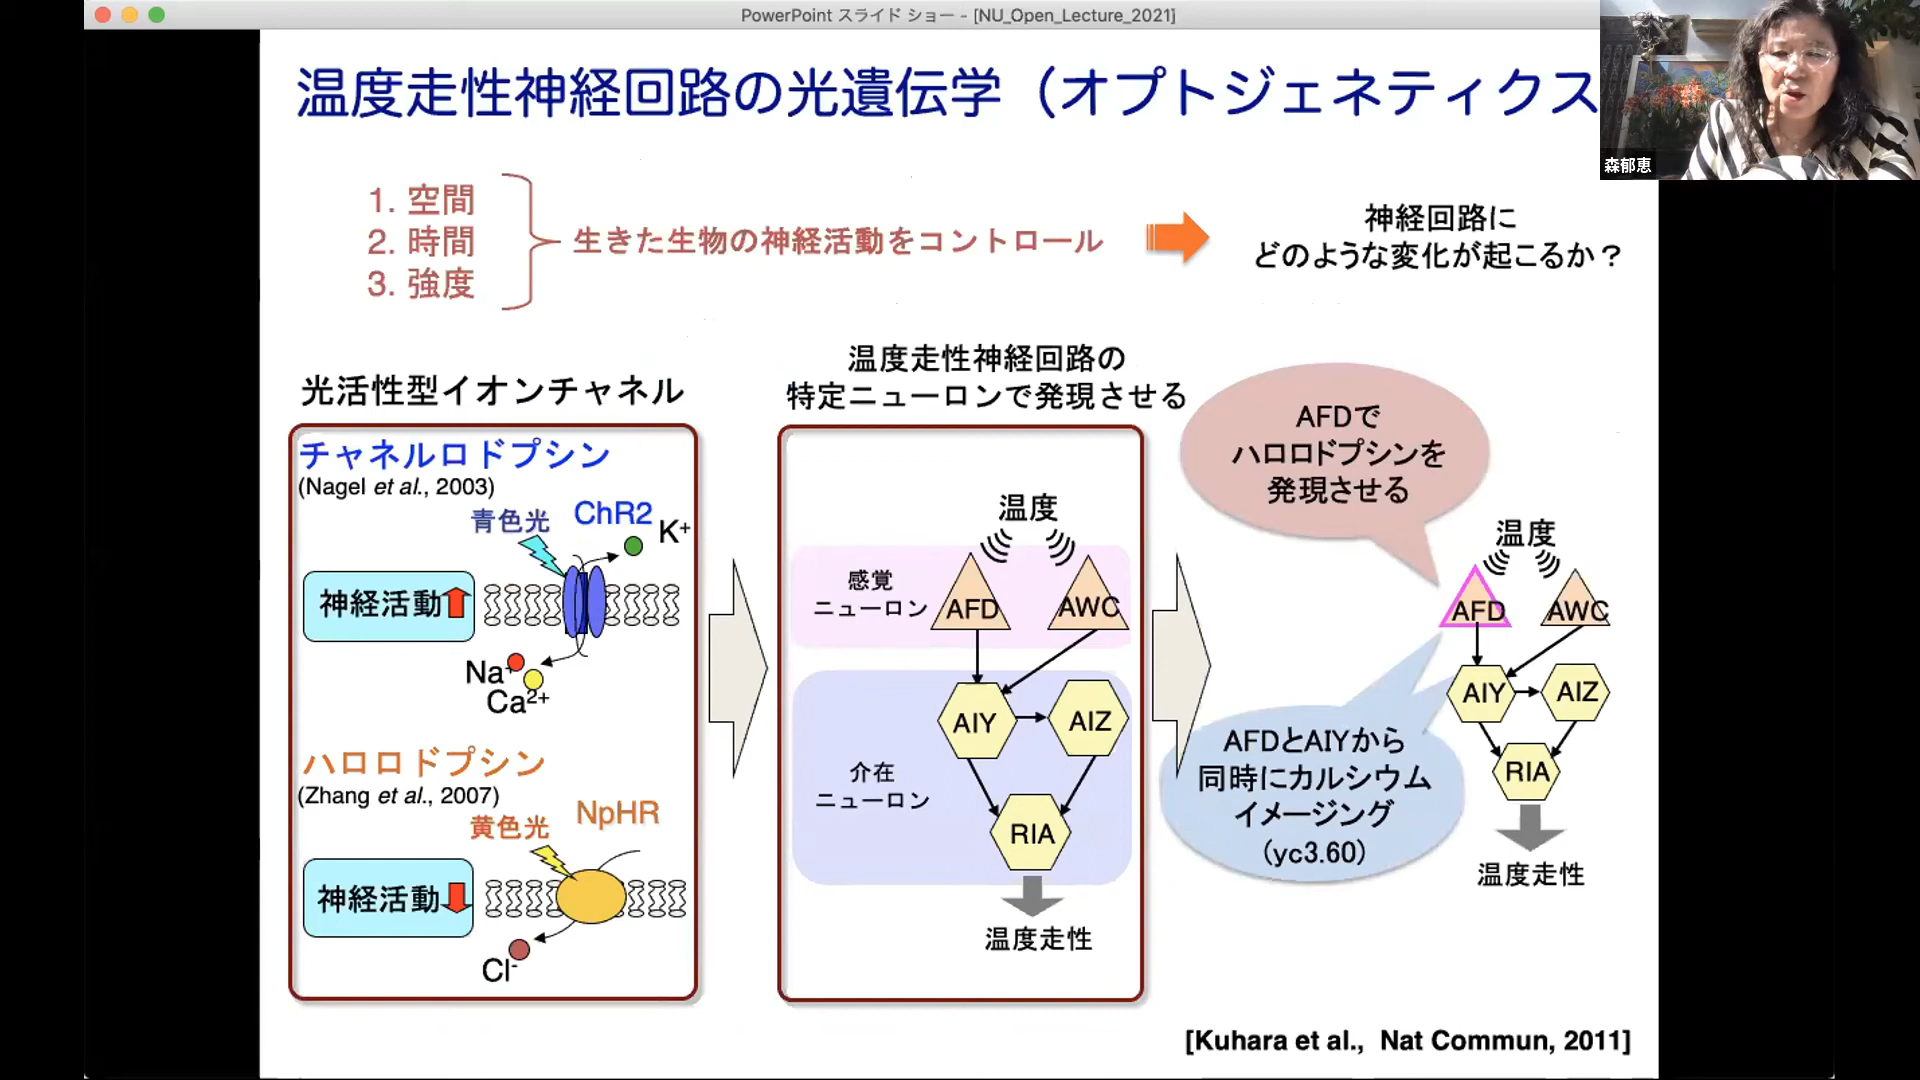 PowerPoint スライド ショー - [NU_Open_Lecture_2021]
森郁恵
温度走性神経回路の光遺伝学（オプトジェネティクス
1. 空間
2. 時間
3. 強度
生きた生物の神経活動をコントロール
神経回路に
どのような変化が起こるか？
光活性型イオンチャネル
チャネルロドプシン
(Nagel et al., 2003)
青色光
ChR2
K+
神経活動
Na+
Ca2+
ハロロドプシン
(Zhang et al., 2007)
黄色光
NpHR
神経活動
Cl-
温度走性神経回路の
特定ニューロンで発現させる
温度
感覚
ニューロン
AFD
AWC
AIY
AIZ
介在
ニューロン
RIA
温度走性
AFDで
ハロロドプシンを
発現させる
温度
AFD
AWC
AIY
AIZ
RIA
温度走性
AFDとAIYから
同時にカルシウム
イメージング
(yc3.60)
[Kuhara et al., Nat Commun, 2011]